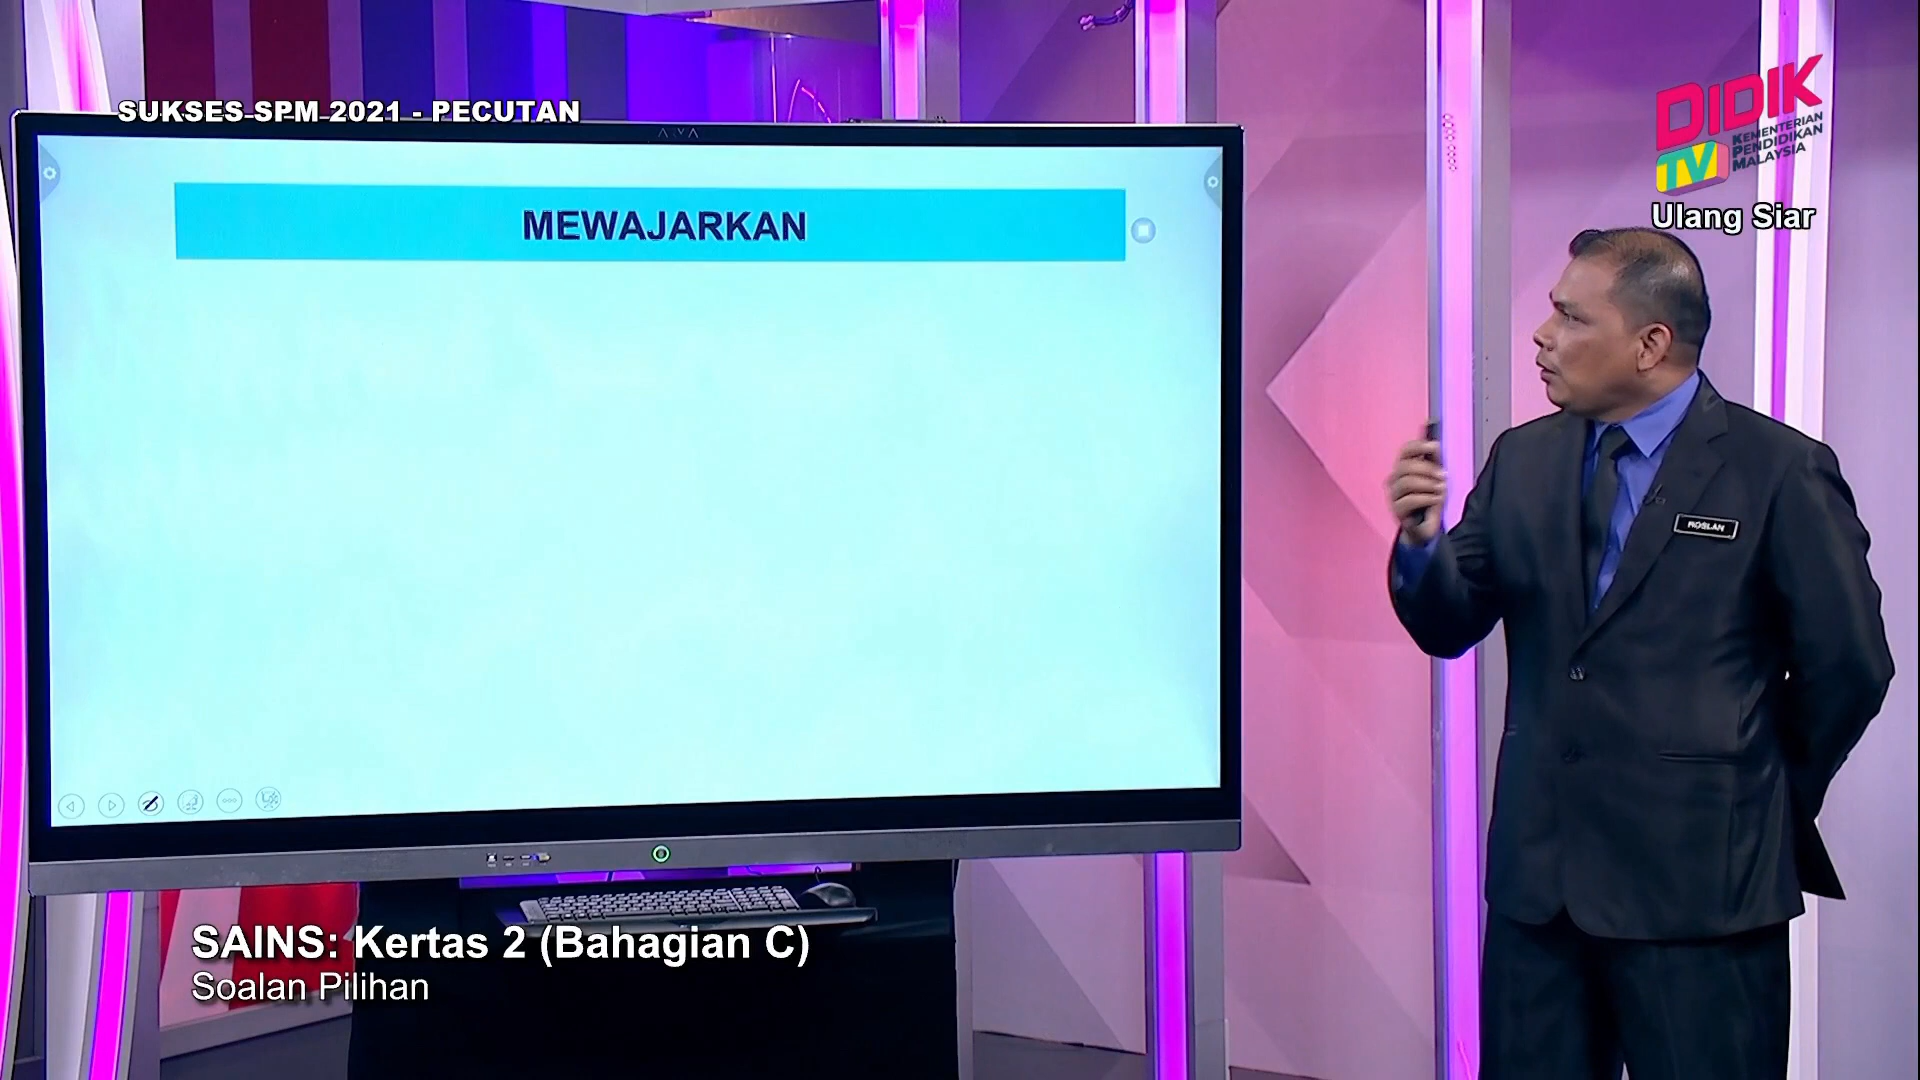 SUKSES SPM 2021 - PECUTAN
DIDIK
TV
KEMENTERIAN
PENDIDIKAN
MALAYSIA
Ulang Siar
MEWAJARKAN
ROSLAN
SAINS: Kertas 2 (Bahagian C)
Soalan Pilihan